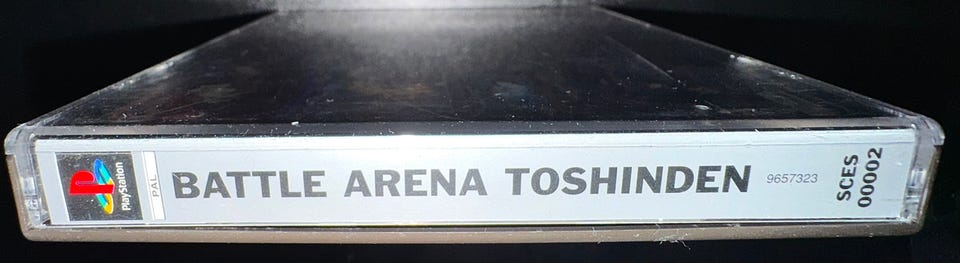 PlayStation
PAL
BATTLE ARENA TOSHINDEN
9657323
SCES
00002